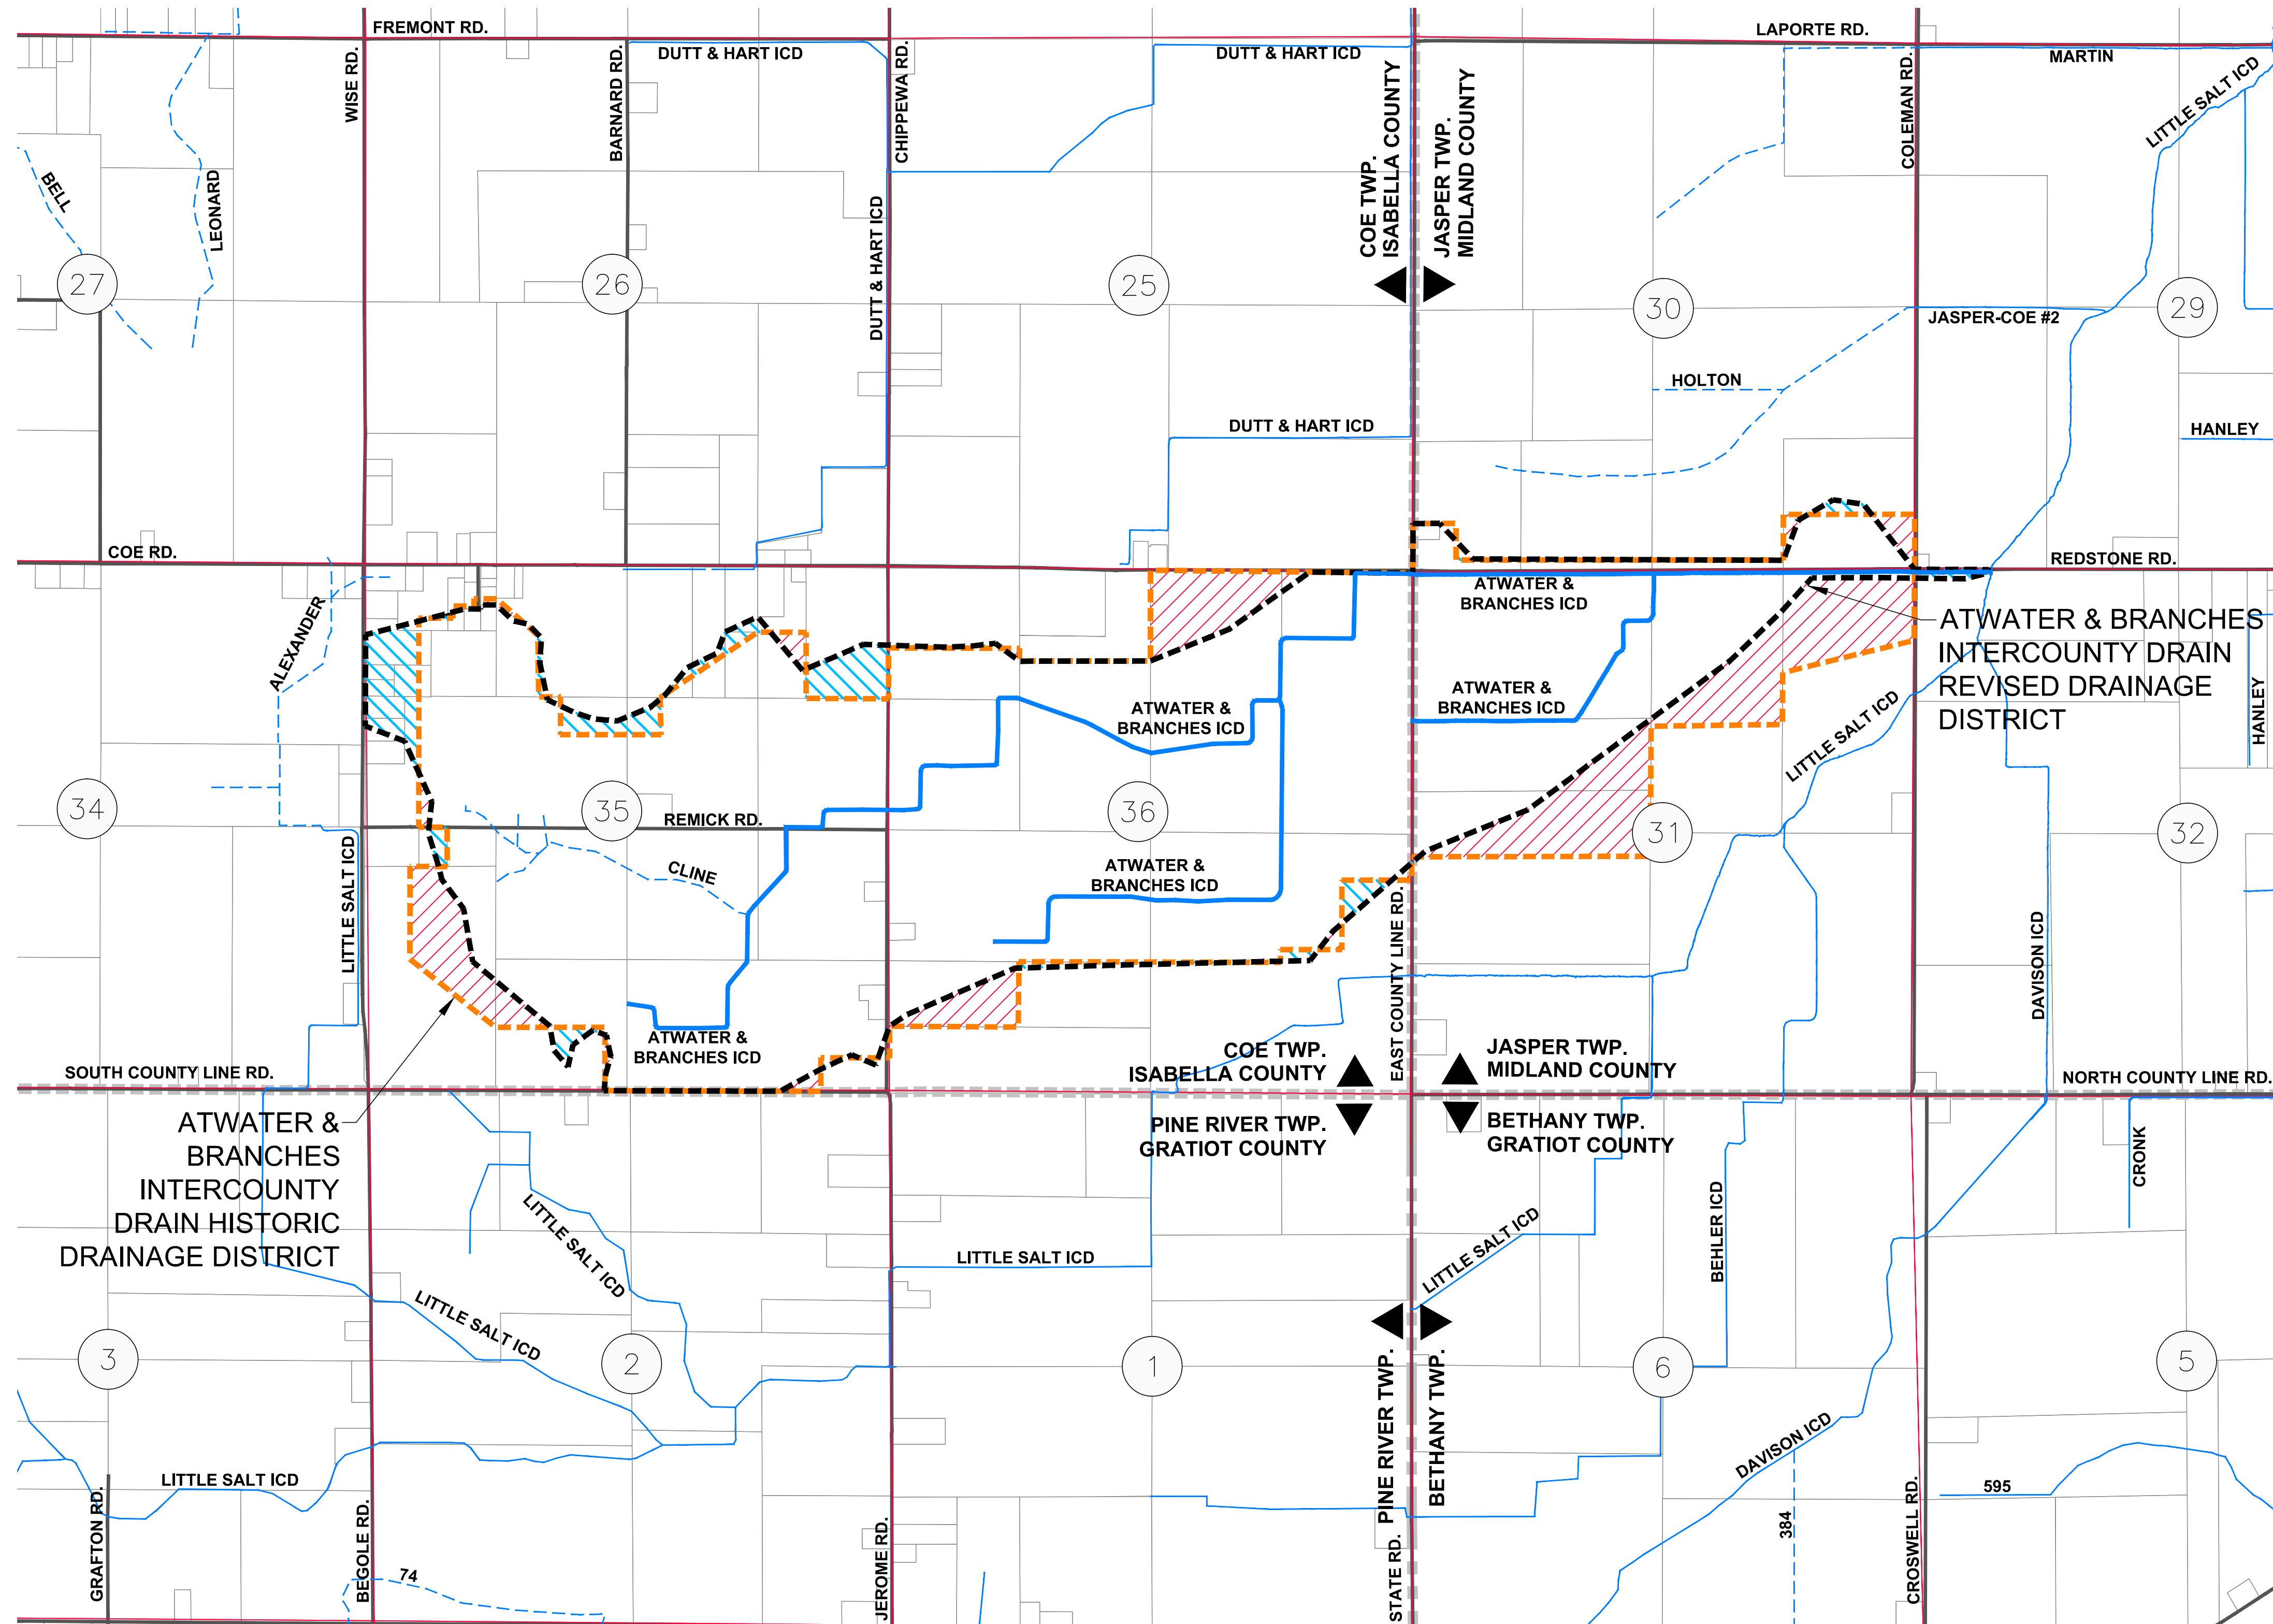 FREMONT RD.
LAPORTE RD.
DUTT & HART ICD
DUTT & HART ICD
MARTIN
WISE RD.
BARNARD RD.
CHIPPEWA RD.
COE TWP.
ISABELLA COUNTY
JASPER TWP.
MIDLAND COUNTY
COLEMAN RD.
LITTLE SALT ICD
BELL
LEONARD
DUTT & HART ICD
27
26
25
30
29
JASPER-COE #2
HOLTON
DUTT & HART ICD
HANLEY
COE RD.
REDSTONE RD.
ATWATER &
BRANCHES ICD
ALEXANDER
ATWATER & BRANCHES
INTERCOUNTY DRAIN
REVISED DRAINAGE
DISTRICT
ATWATER &
BRANCHES ICD
ATWATER &
BRANCHES ICD
LITTLE SALT ICD
HANLEY
34
35
36
31
32
REMICK RD.
CLINE
ATWATER &
BRANCHES ICD
LITTLE SALT ICD
EAST COUNTY LINE RD.
DAVISON ICD
ATWATER &
BRANCHES ICD
COE TWP.
ISABELLA COUNTY
JASPER TWP.
MIDLAND COUNTY
SOUTH COUNTY LINE RD.
NORTH COUNTY LINE RD.
ATWATER &
BRANCHES
INTERCOUNTY
DRAIN HISTORIC
DRAINAGE DISTRICT
PINE RIVER TWP.
GRATIOT COUNTY
BETHANY TWP.
GRATIOT COUNTY
CRONK
LITTLE SALT ICD
LITTLE SALT ICD
LITTLE SALT ICD
BEHLER ICD
LITTLE SALT ICD
3
2
1
6
5
PINE RIVER TWP.
BETHANY TWP.
DAVISON ICD
LITTLE SALT ICD
595
384
GRAFTON RD.
BEGOLE RD.
74
JEROME RD.
STATE RD.
CROSWELL RD.